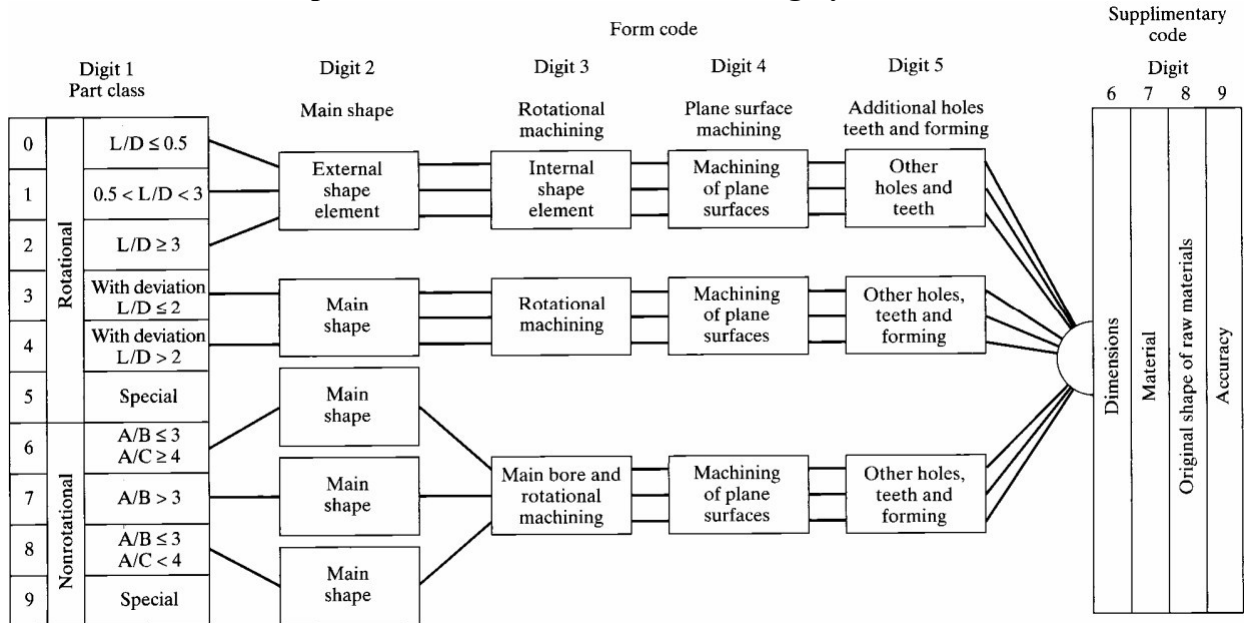 Form code
Supplimentary
code
Digit 1
Part class
Digit 2
Digit 3
Digit 4
Digit 5
Digit
6 7 8 9
Main shape
Rotational
machining
Plane surface
machining
Additional holes
teeth and forming
Rotational
0
L/D ≤ 0.5
1
0.5 < L/D < 3
2
L/D ≥ 3
3
With deviation
L/D ≤ 2
4
With deviation
L/D > 2
5
Special
Nonrotational
6
A/B ≤ 3
A/C ≥ 4
7
A/B > 3
8
A/B ≤ 3
A/C < 4
9
Special
External
shape
element
Internal
shape
element
Machining
of plane
surfaces
Other
holes and
teeth
Main
shape
Rotational
machining
Machining
of plane
surfaces
Other holes,
teeth and
forming
Main
shape
Main
shape
Main
shape
Main bore and
rotational
machining
Machining
of plane
surfaces
Other holes,
teeth and
forming
Dimensions
Material
Original shape of raw materials
Accuracy